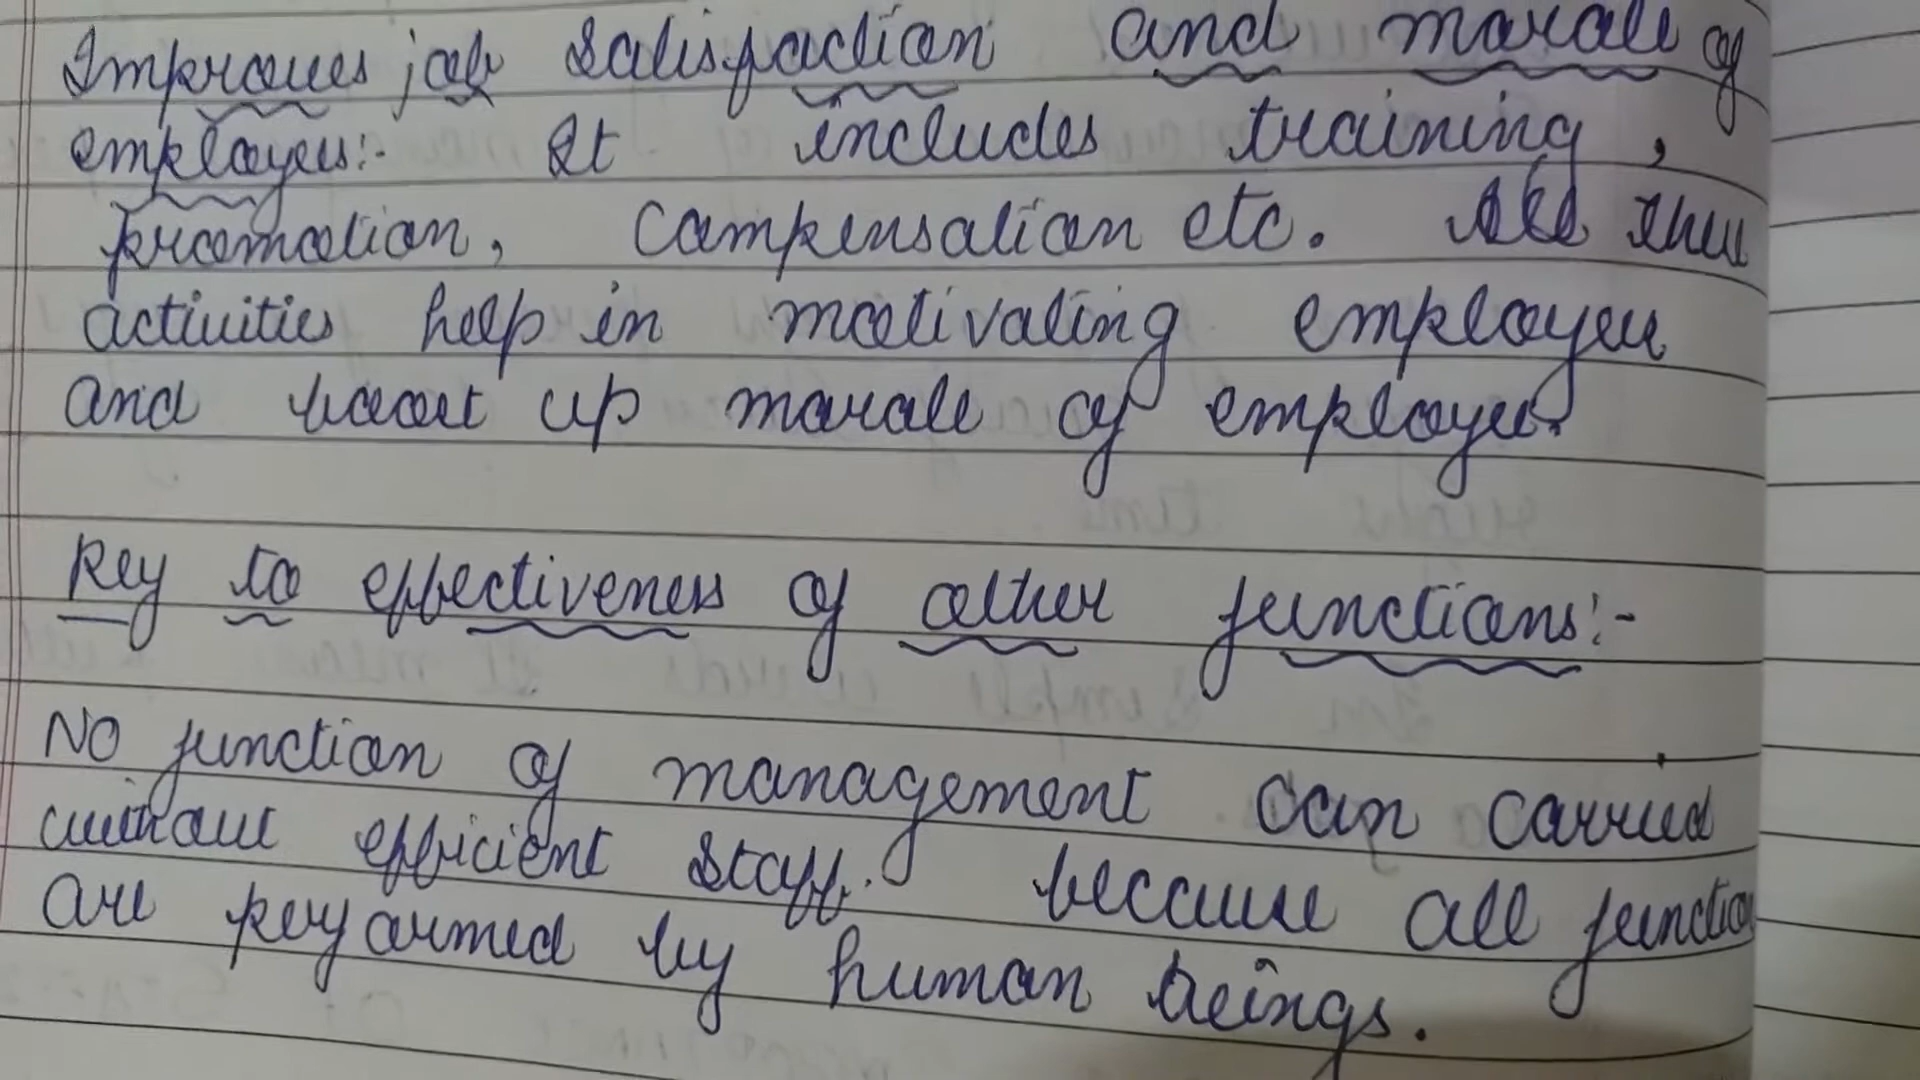 Improves job satisfaction and morale of
employees:- It includes training,
promotion, compensation etc. All these
activities help in motivating employees
and boost up morale of employees.
Key to effectiveness of other functions:-
No function of management can carried
without efficient staff. because all function
are performed by human beings.